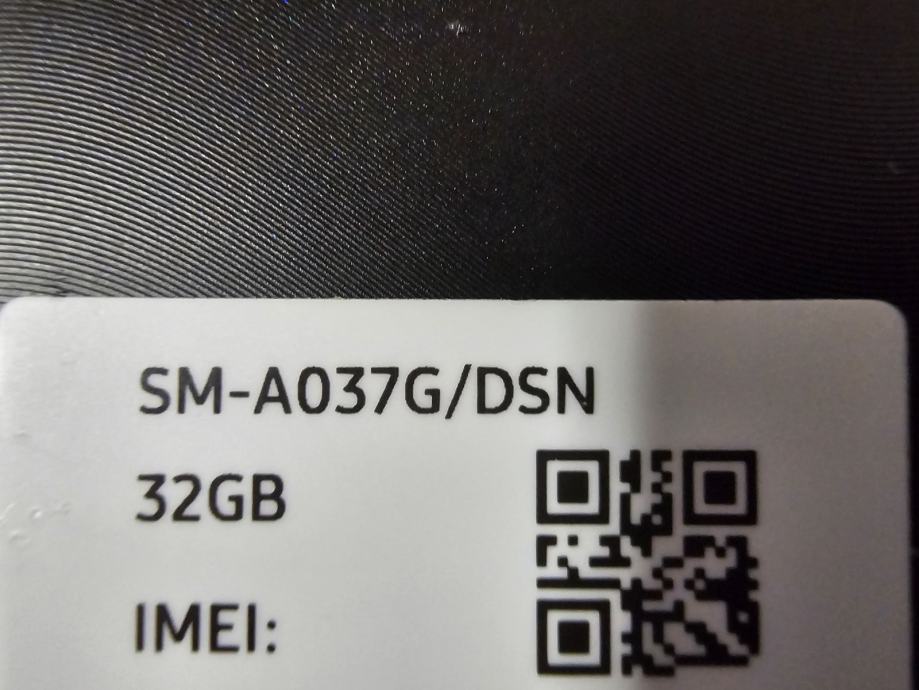 SM-A037G/DSN
32GB
IMEI: